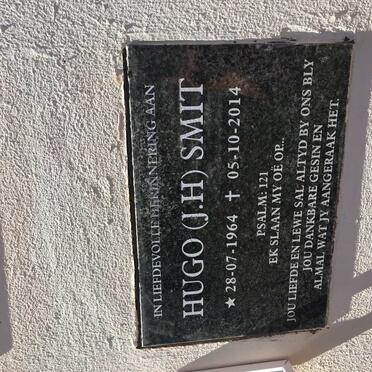 IN LIEFDEVOLLE HERINNERING AAN
HUGO (J.H) SMIT
★ 28-07-1964 ✝ 05-10-2014
PSALM: 121
EK SLAAN MY OE OP...
JOU LIEFDE EN LEWE SAL ALTYD BY ONS BLY
JOU DANKBARE GESIN EN
ALMAL WAT JY AANGERAAK HET.